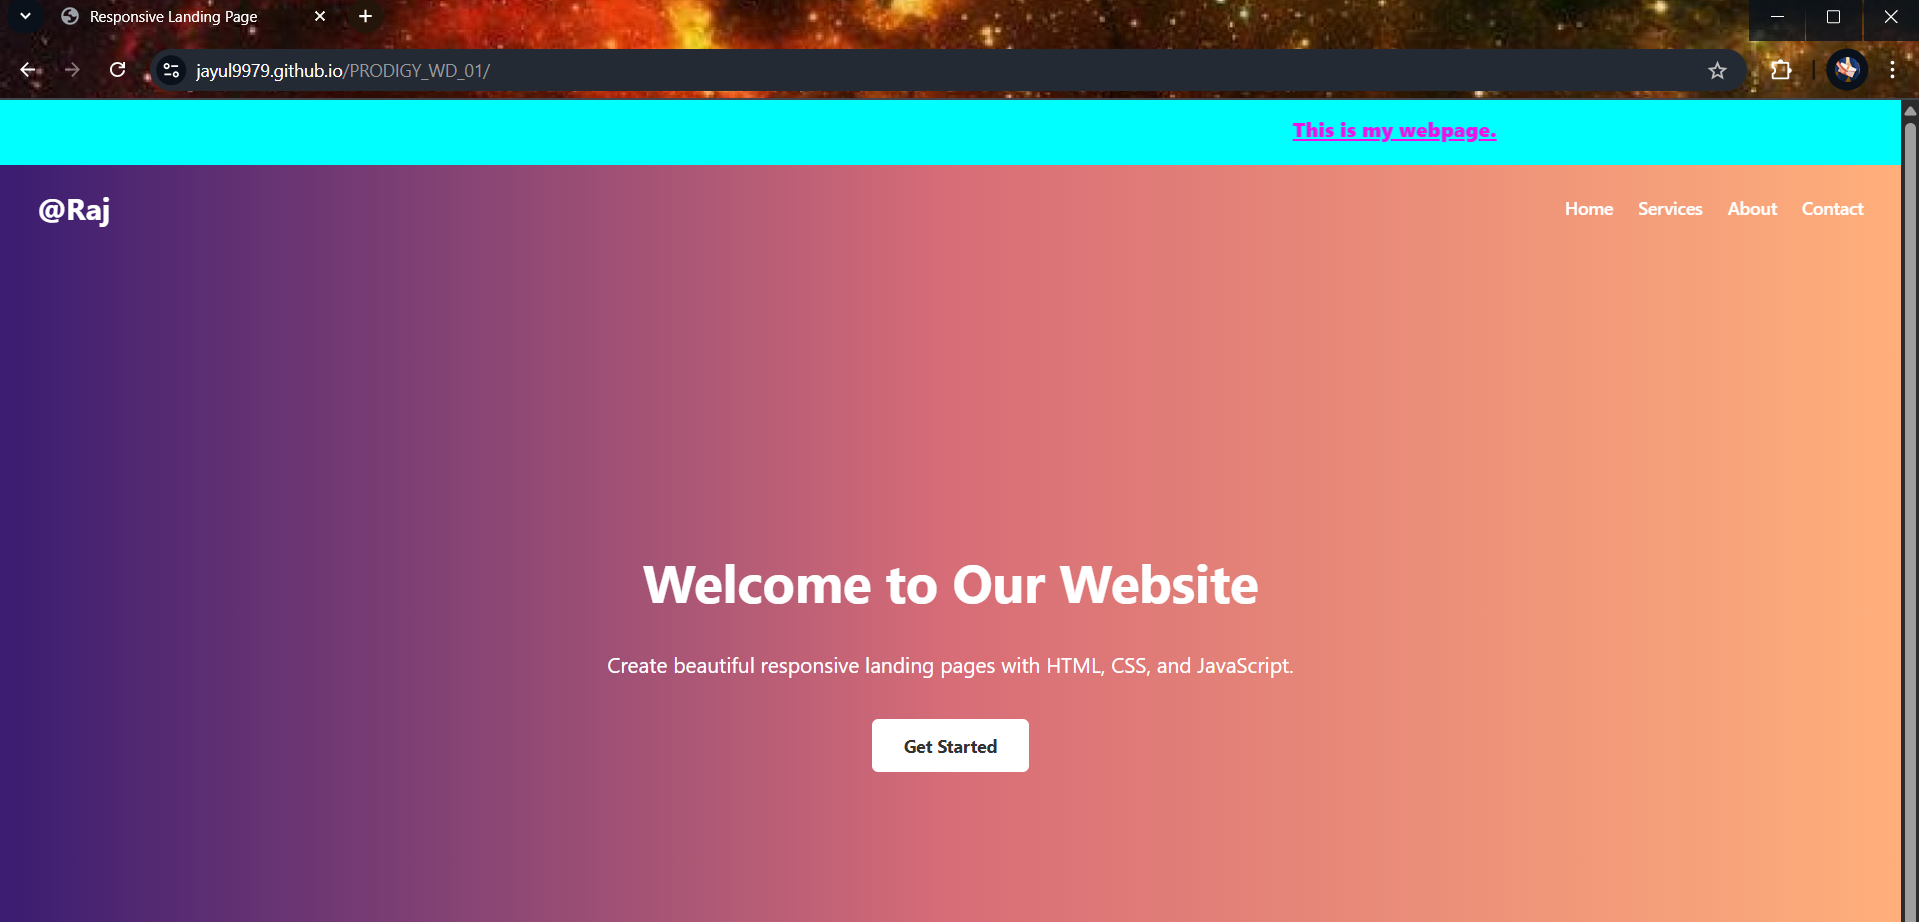 Responsive Landing Page
jayul9979.github.io/PRODIGY_WD_01/
This is my webpage.
@Raj
Home Services About Contact
Welcome to Our Website
Create beautiful responsive landing pages with HTML, CSS, and JavaScript.
Get Started